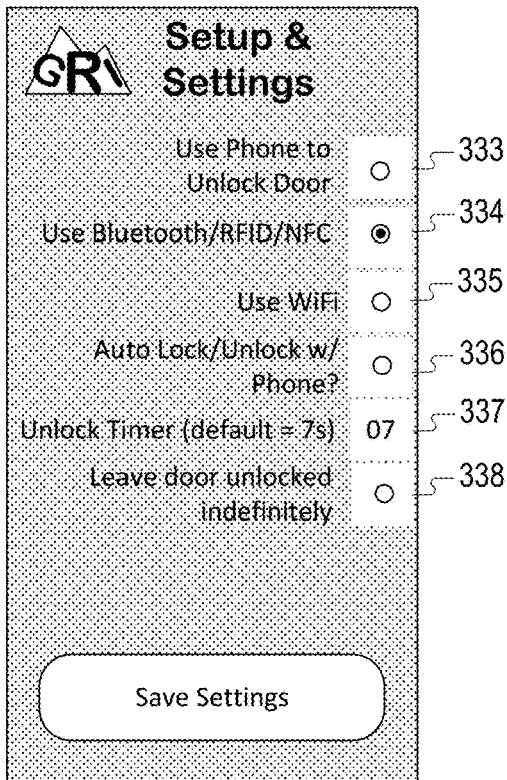 GRI
Setup &
Settings
Use Phone to
Unlock Door
333
Use Bluetooth/RFID/NFC
334
Use WiFi
335
Auto Lock/Unlock w/
Phone?
336
Unlock Timer (default = 7s)
07
337
Leave door unlocked
indefinitely
338
Save Settings